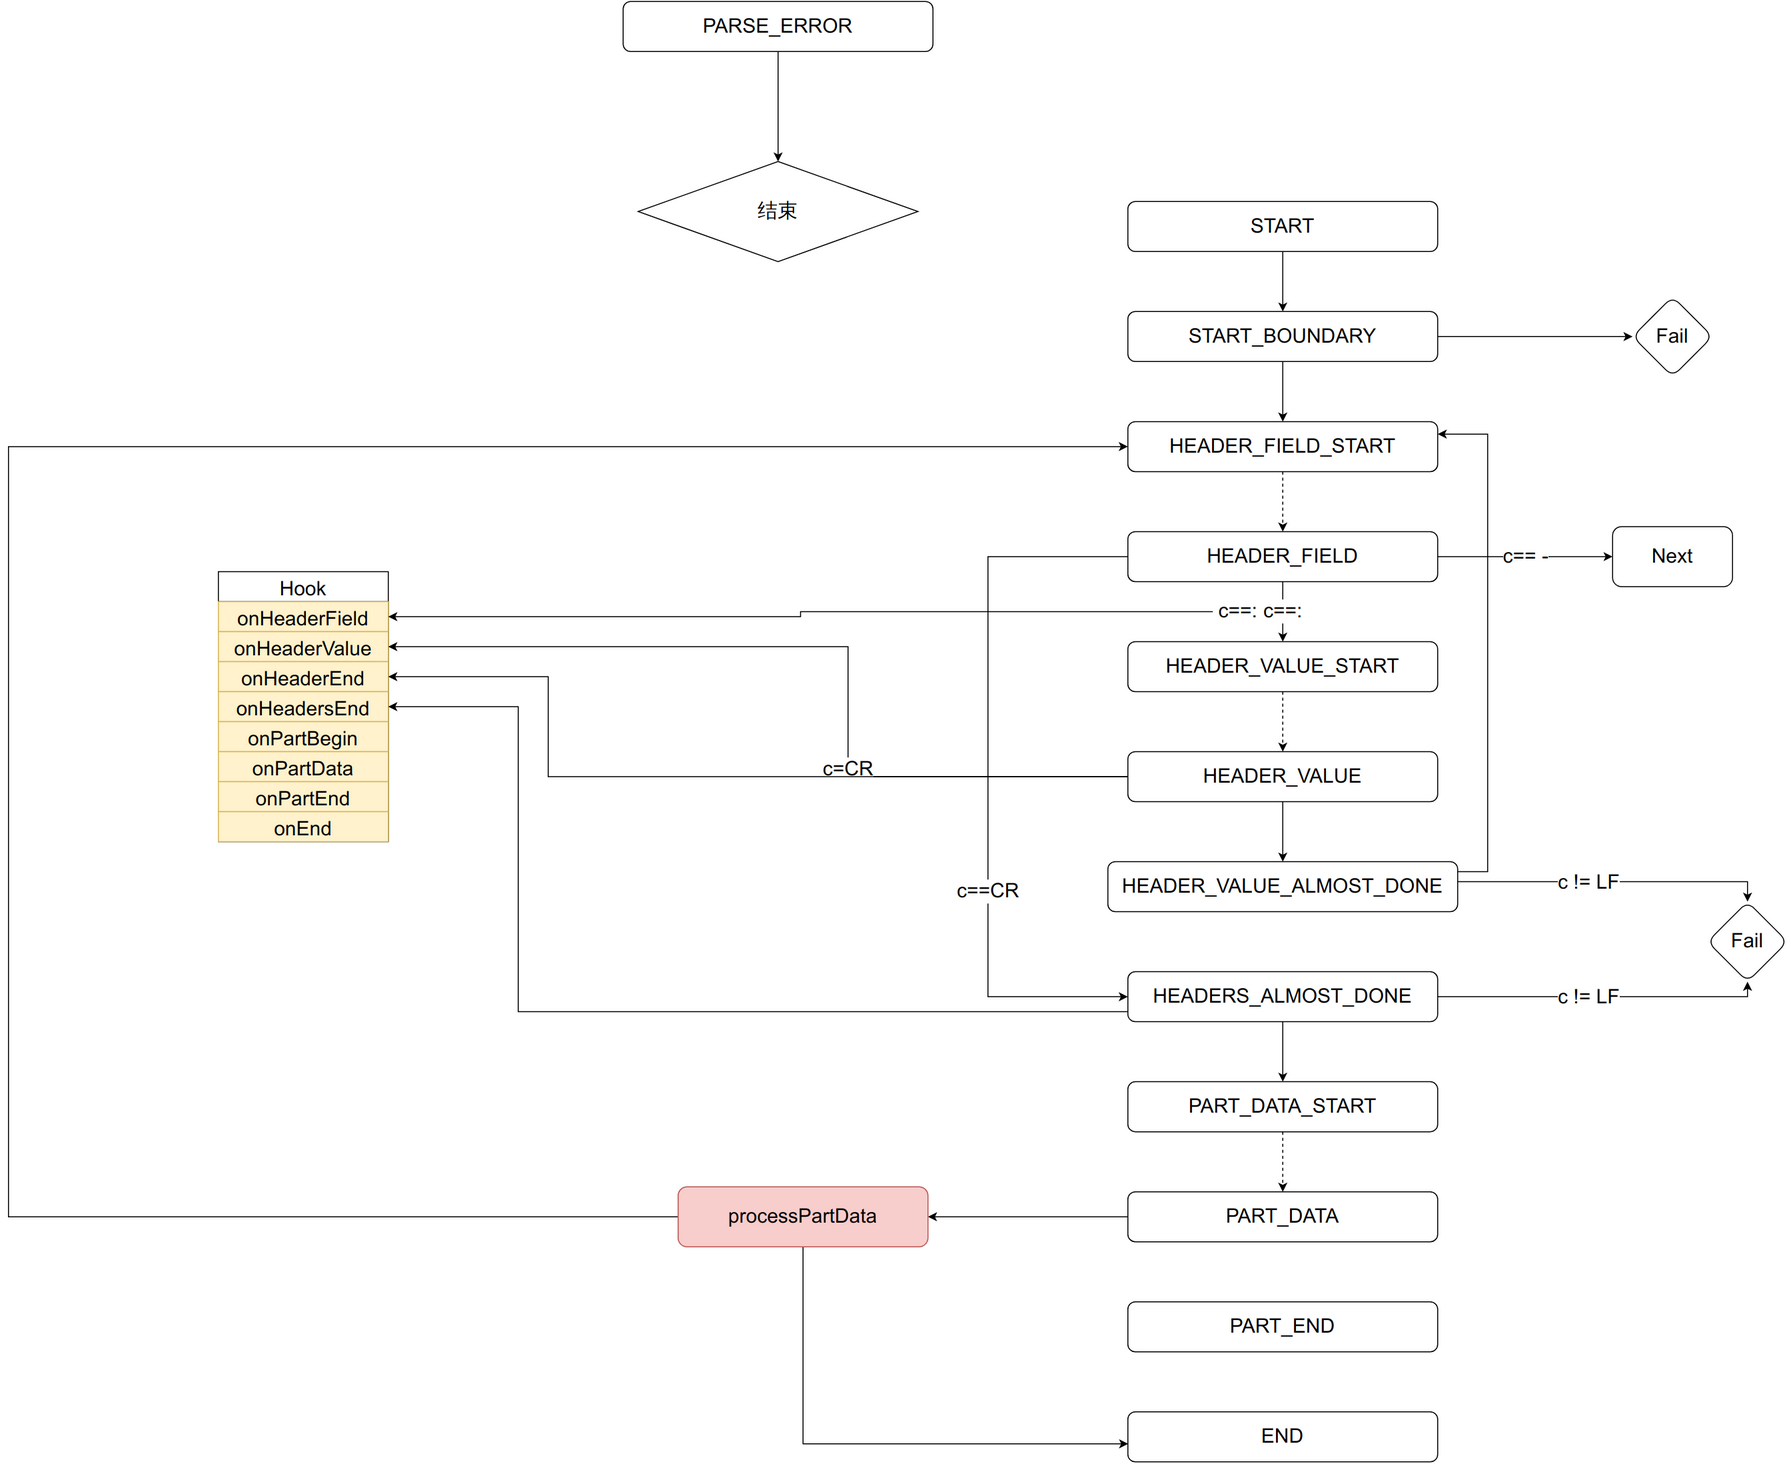 PARSE_ERROR
结束
START
START_BOUNDARY
Fail
HEADER_FIELD_START
HEADER_FIELD
c== -
Next
Hook
onHeaderField
onHeaderValue
onHeaderEnd
onHeadersEnd
onPartBegin
onPartData
onPartEnd
onEnd
c==: c==:
HEADER_VALUE_START
c=CR
HEADER_VALUE
c==CR
HEADER_VALUE_ALMOST_DONE
c != LF
Fail
HEADERS_ALMOST_DONE
c != LF
PART_DATA_START
processPartData
PART_DATA
PART_END
END